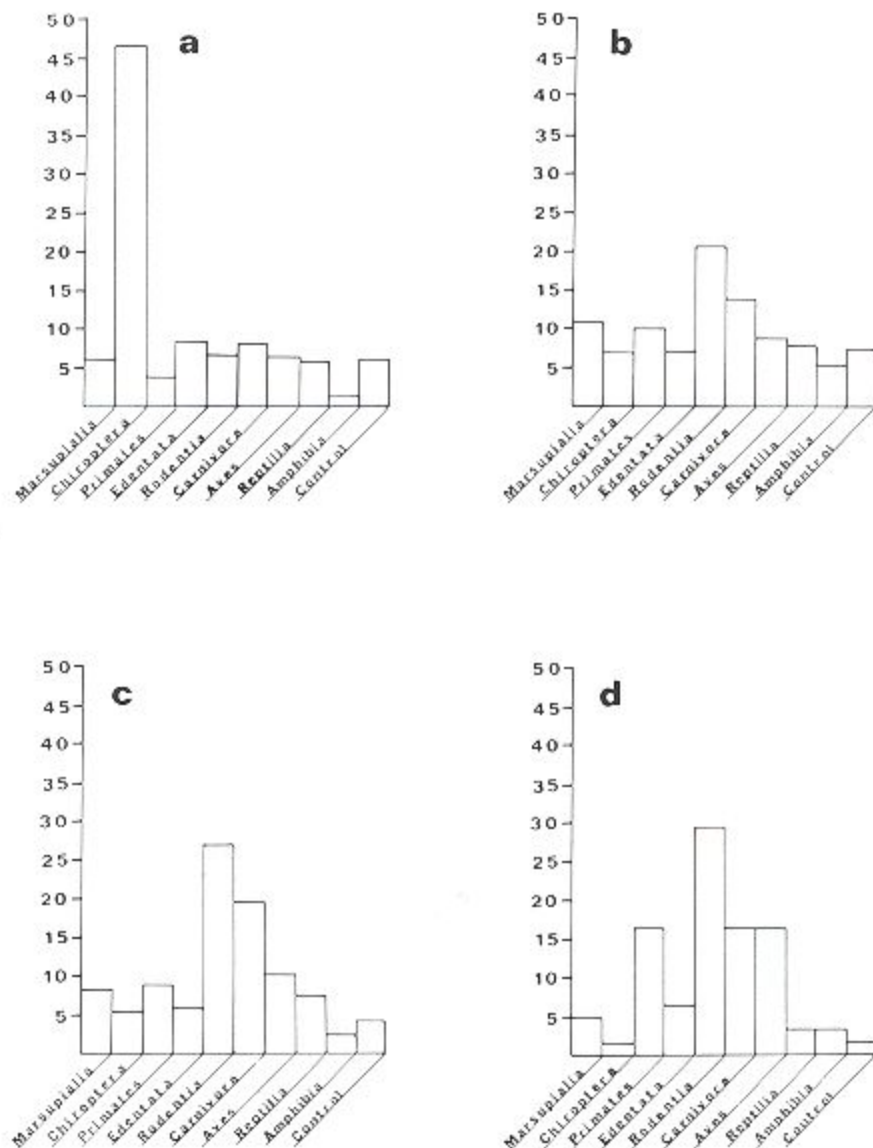 a
50
45
40
35
30
25
20
15
10
5
Marsupialia
Chiroptera
Primates
Edentata
Rodentia
Carnivora
Aves
Reptilia
Amphibia
Control
b
50
45
40
35
30
25
20
15
10
5
Marsupialia
Chiroptera
Primates
Edentata
Rodentia
Carnivora
Aves
Reptilia
Amphibia
Control
c
50
45
40
35
30
25
20
15
10
5
Marsupialia
Chiroptera
Primates
Edentata
Rodentia
Carnivora
Aves
Reptilia
Amphibia
Control
d
50
45
40
35
30
25
20
15
10
5
Marsupialia
Chiroptera
Primates
Edentata
Rodentia
Carnivora
Aves
Reptilia
Amphibia
Control